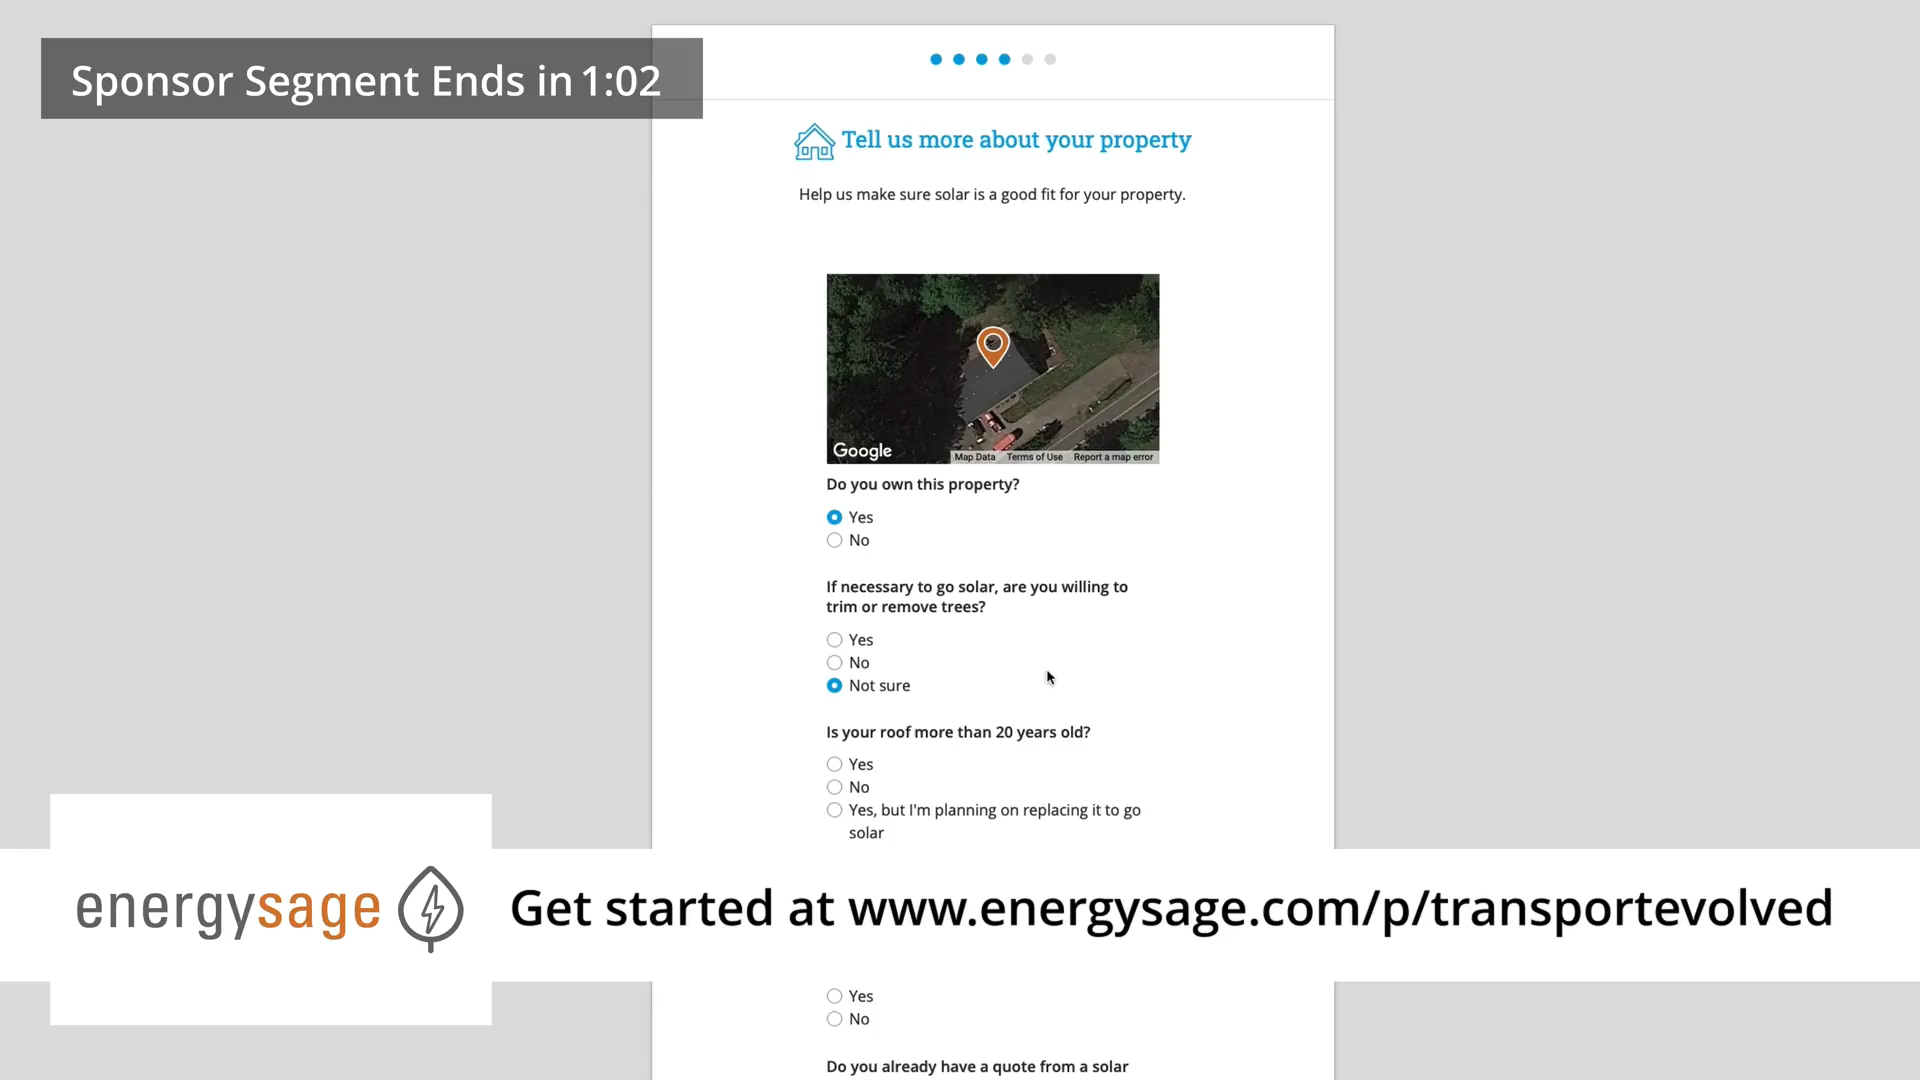 Sponsor Segment Ends in 1:02
Tell us more about your property
Help us make sure solar is a good fit for your property.
Google
Map Data Terms of Use Report a map error
Do you own this property?
Yes
No
If necessary to go solar, are you willing to
trim or remove trees?
Yes
No
Not sure
Is your roof more than 20 years old?
Yes
No
Yes, but I'm planning on replacing it to go
solar
energysage
Get started at www.energysage.com/p/transportevolved
Yes
No
Do you already have a quote from a solar